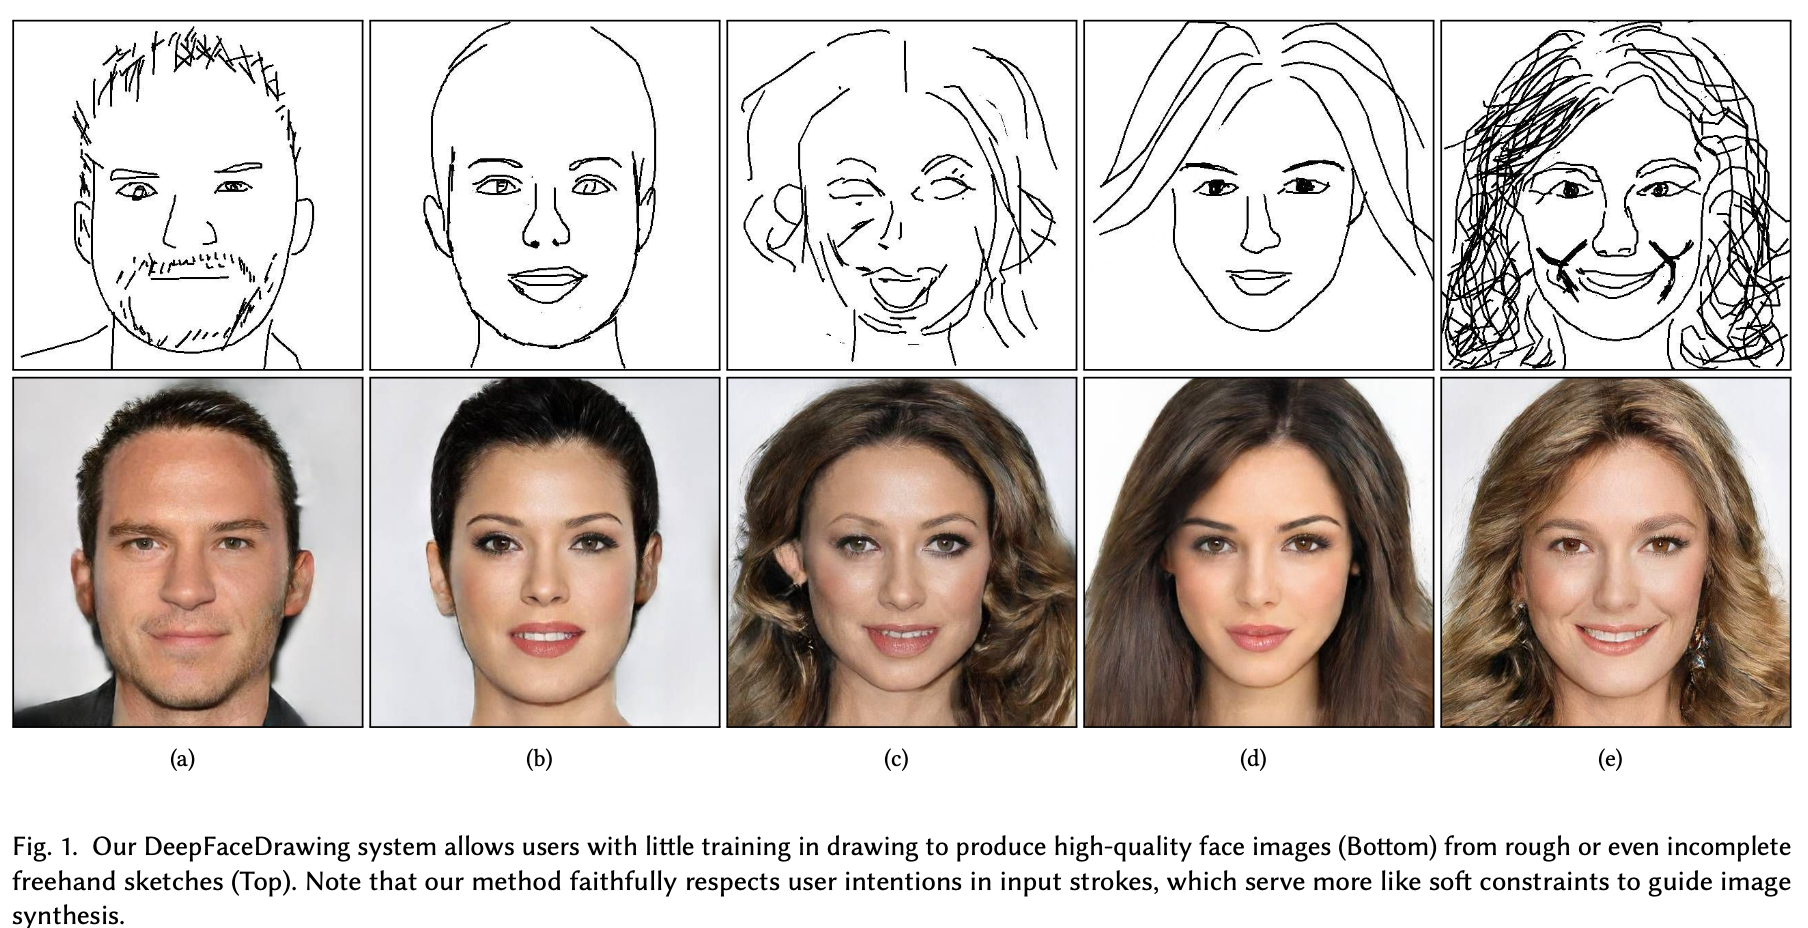 (a) (b) (c) (d) (e)
Fig. 1. Our DeepFaceDrawing system allows users with little training in drawing to produce high-quality face images (Bottom) from rough or even incomplete
freehand sketches (Top). Note that our method faithfully respects user intentions in input strokes, which serve more like soft constraints to guide image
synthesis.